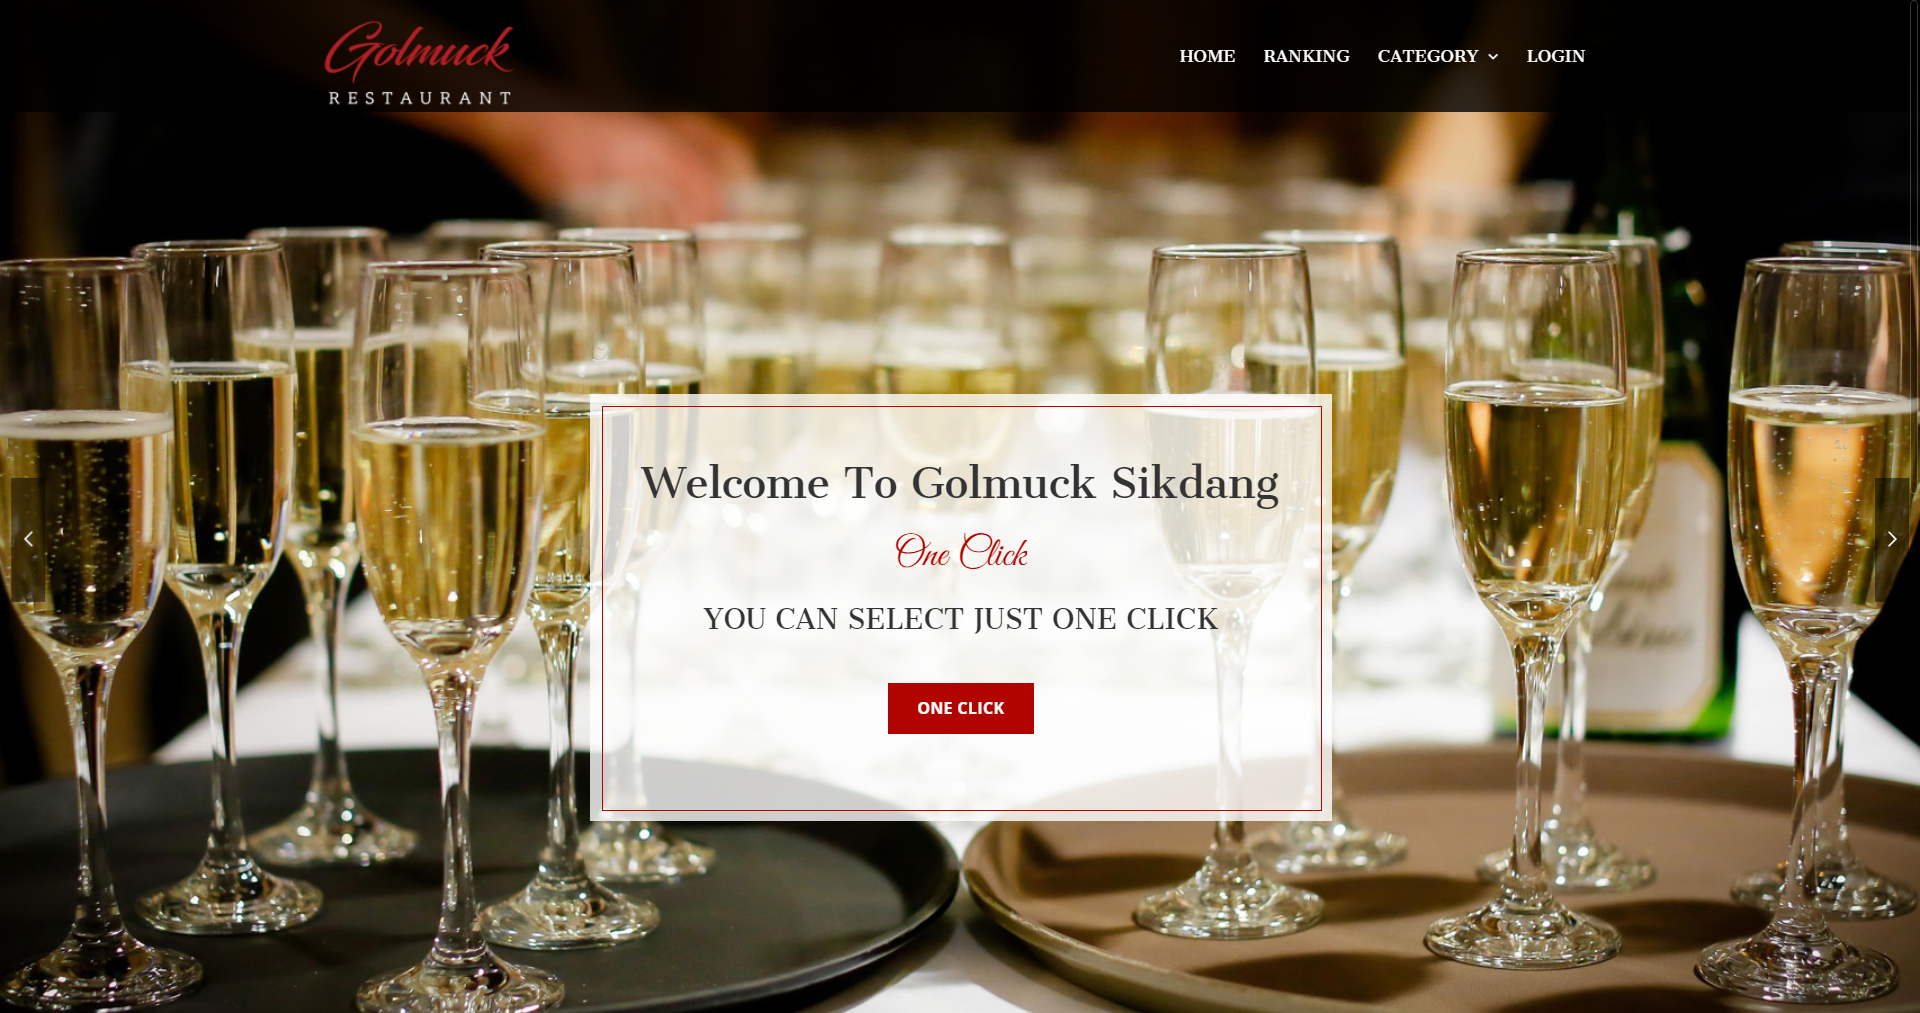 Golmuck
RESTAURANT
HOME RANKING CATEGORY LOGIN
Welcome To Golmuck Sikdang
One Click
YOU CAN SELECT JUST ONE CLICK
ONE CLICK